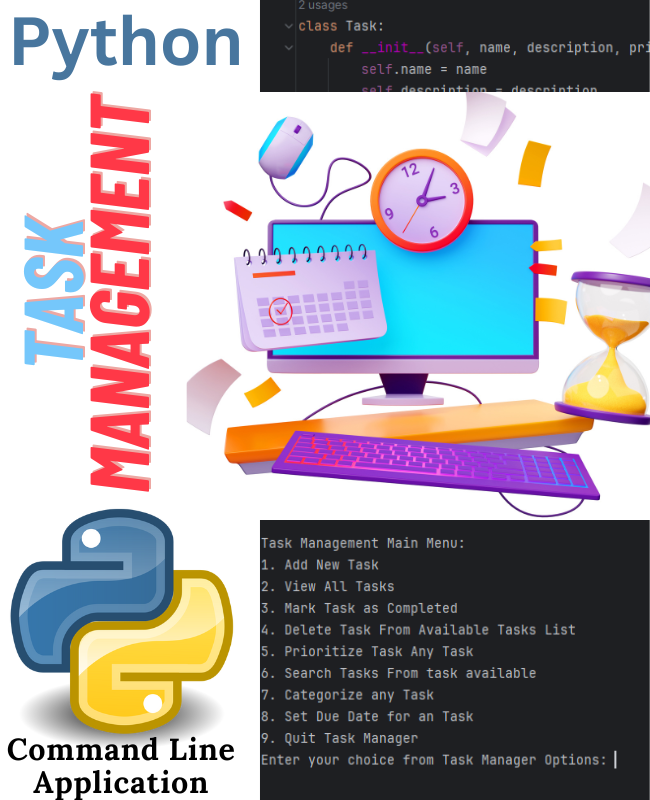 Python
2 usages
class Task:
def __init__(self, name, description, pri
self.name = name
self.description = description
TASK
MANAGEMENT
12
3
6
9
Task Management Main Menu:
1. Add New Task
2. View All Tasks
3. Mark Task as Completed
4. Delete Task From Available Tasks List
5. Prioritize Task Any Task
6. Search Tasks From task available
7. Categorize any Task
8. Set Due Date for an Task
9. Quit Task Manager
Enter your choice from Task Manager Options:
Command Line
Application